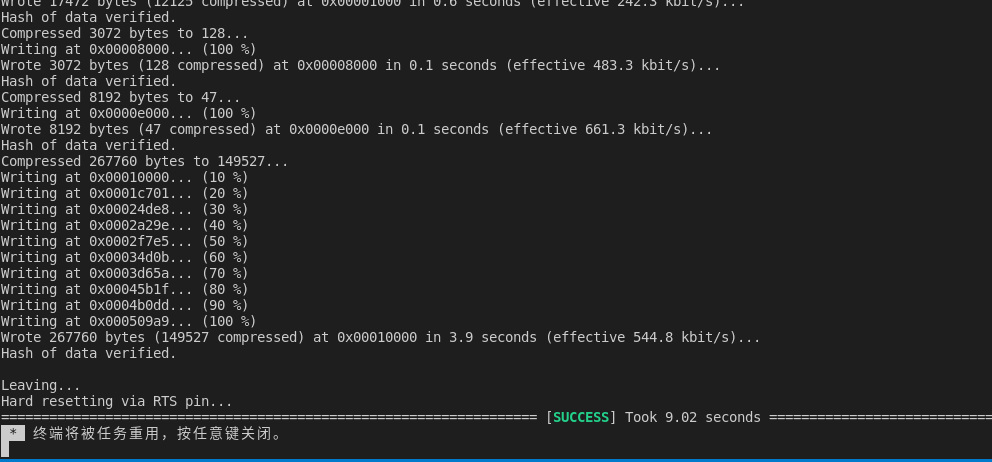 Wrote 17472 bytes (12125 compressed) at 0x00001000 in 0.6 seconds (effective 242.3 kbit/s)...
Hash of data verified.
Compressed 3072 bytes to 128...
Writing at 0x00008000... (100 %)
Wrote 3072 bytes (128 compressed) at 0x00008000 in 0.1 seconds (effective 483.3 kbit/s)...
Hash of data verified.
Compressed 8192 bytes to 47...
Writing at 0x0000e000... (100 %)
Wrote 8192 bytes (47 compressed) at 0x0000e000 in 0.1 seconds (effective 661.3 kbit/s)...
Hash of data verified.
Compressed 267760 bytes to 149527...
Writing at 0x00010000... (10 %)
Writing at 0x0001c701... (20 %)
Writing at 0x00024de8... (30 %)
Writing at 0x0002a29e... (40 %)
Writing at 0x0002f7e5... (50 %)
Writing at 0x00034d0b... (60 %)
Writing at 0x0003d65a... (70 %)
Writing at 0x00045b1f... (80 %)
Writing at 0x0004b0dd... (90 %)
Writing at 0x000509a9... (100 %)
Wrote 267760 bytes (149527 compressed) at 0x00010000 in 3.9 seconds (effective 544.8 kbit/s)...
Hash of data verified.
Leaving...
Hard resetting via RTS pin...
=================================================================== [SUCCESS] Took 9.02 seconds ============================
* 终端将被任务重用，按任意键关闭。